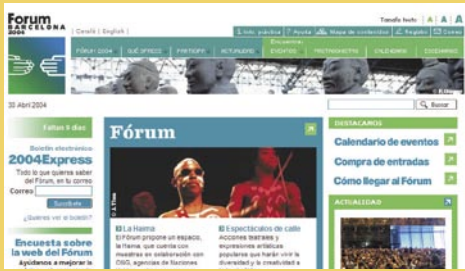 Forum
BARCELONA
2004
Català | English |
Tamaño texto A A A
Info. práctica ? Ayuda Mapa de contenidos Registro Correo
Encuentro
FÓRUM 2004 QUÉ OFRECE PARTICIPA ACTUALIDAD EVENTOS PROTAGONISTAS CALENDARIO ESCENARIOS
30 Abril 2004
Buscar
Faltan 9 días
Boletín electrónico
2004Express
Todo lo que quieras saber
del Fórum, en tu correo
Correo
Suscríbete
¿Quieres ver el boletín?
Encuesta sobre
la web del Fórum
Ayúdanos a mejorar la
Fórum
La Haima
El Fórum propone un espacio,
la Haima, que cuenta con
muestras en colaboración con
ONG, agencias de Naciones
Espectáculos de calle
Acciones teatrales y
expresiones artísticas
populares que harán vivir la
diversidad y la creatividad a
DESTACAMOS
Calendario de eventos
Compra de entradas
Cómo llegar al Fórum
ACTUALIDAD